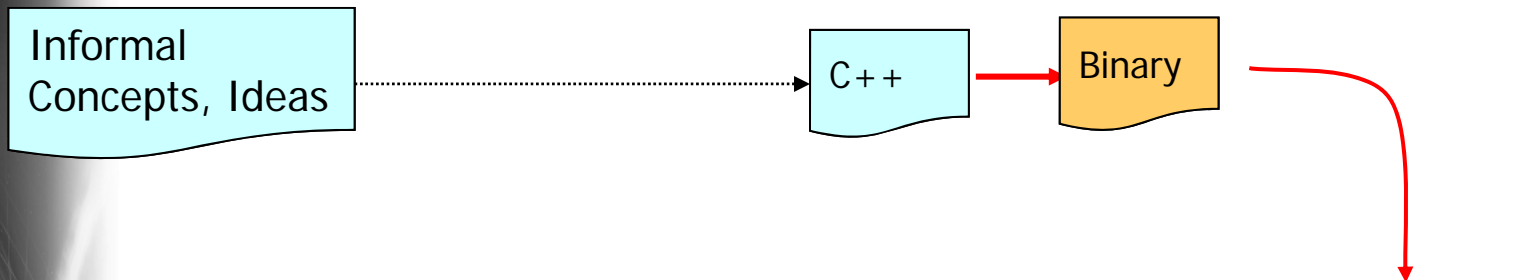 Informal
Concepts, Ideas
C++
Binary